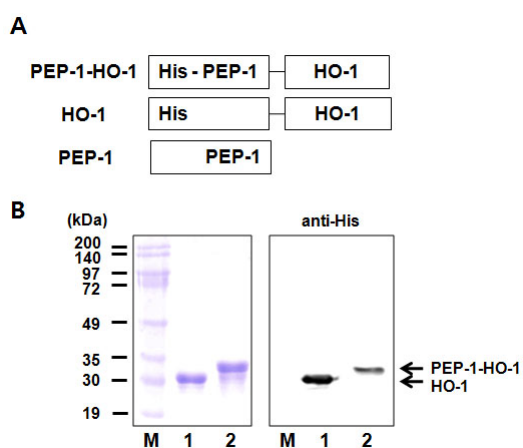 A
PEP-1-HO-1 His - PEP-1 HO-1
HO-1 His HO-1
PEP-1 PEP-1
B
(kDa) anti-His
200
140
97
72
49
35
30
19
PEP-1-HO-1
HO-1
M 1 2 M 1 2